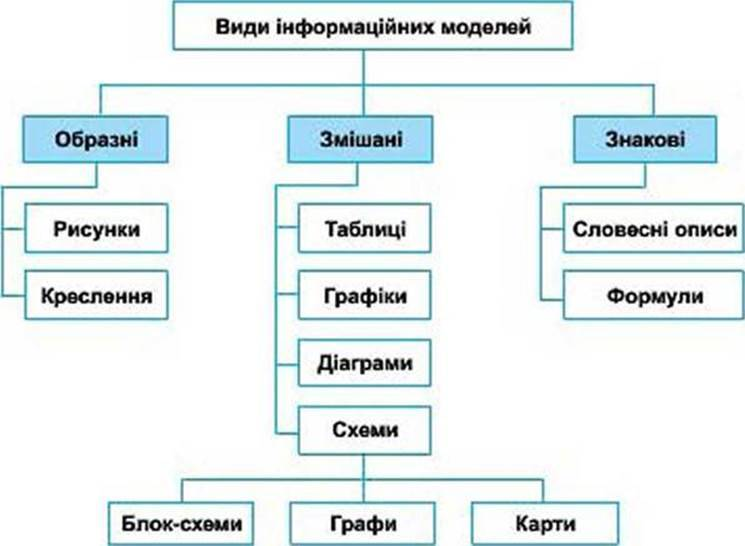 Види інформаційних моделей
Образні
Змішані
Знакові
Рисунки
Таблиці
Словесні описи
Креслення
Графіки
Формули
Діаграми
Схеми
Блок-схеми
Графи
Карти